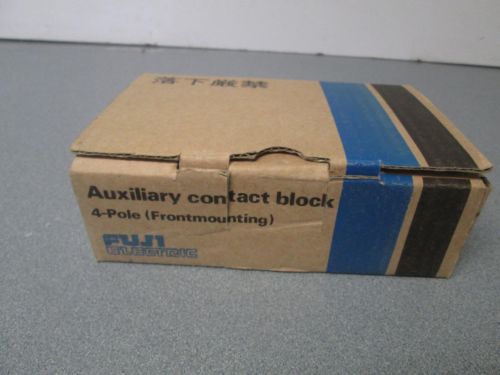 落下厳禁
Auxiliary contact block
4-Pole (Frontmounting)
FUJI
ELECTRIC